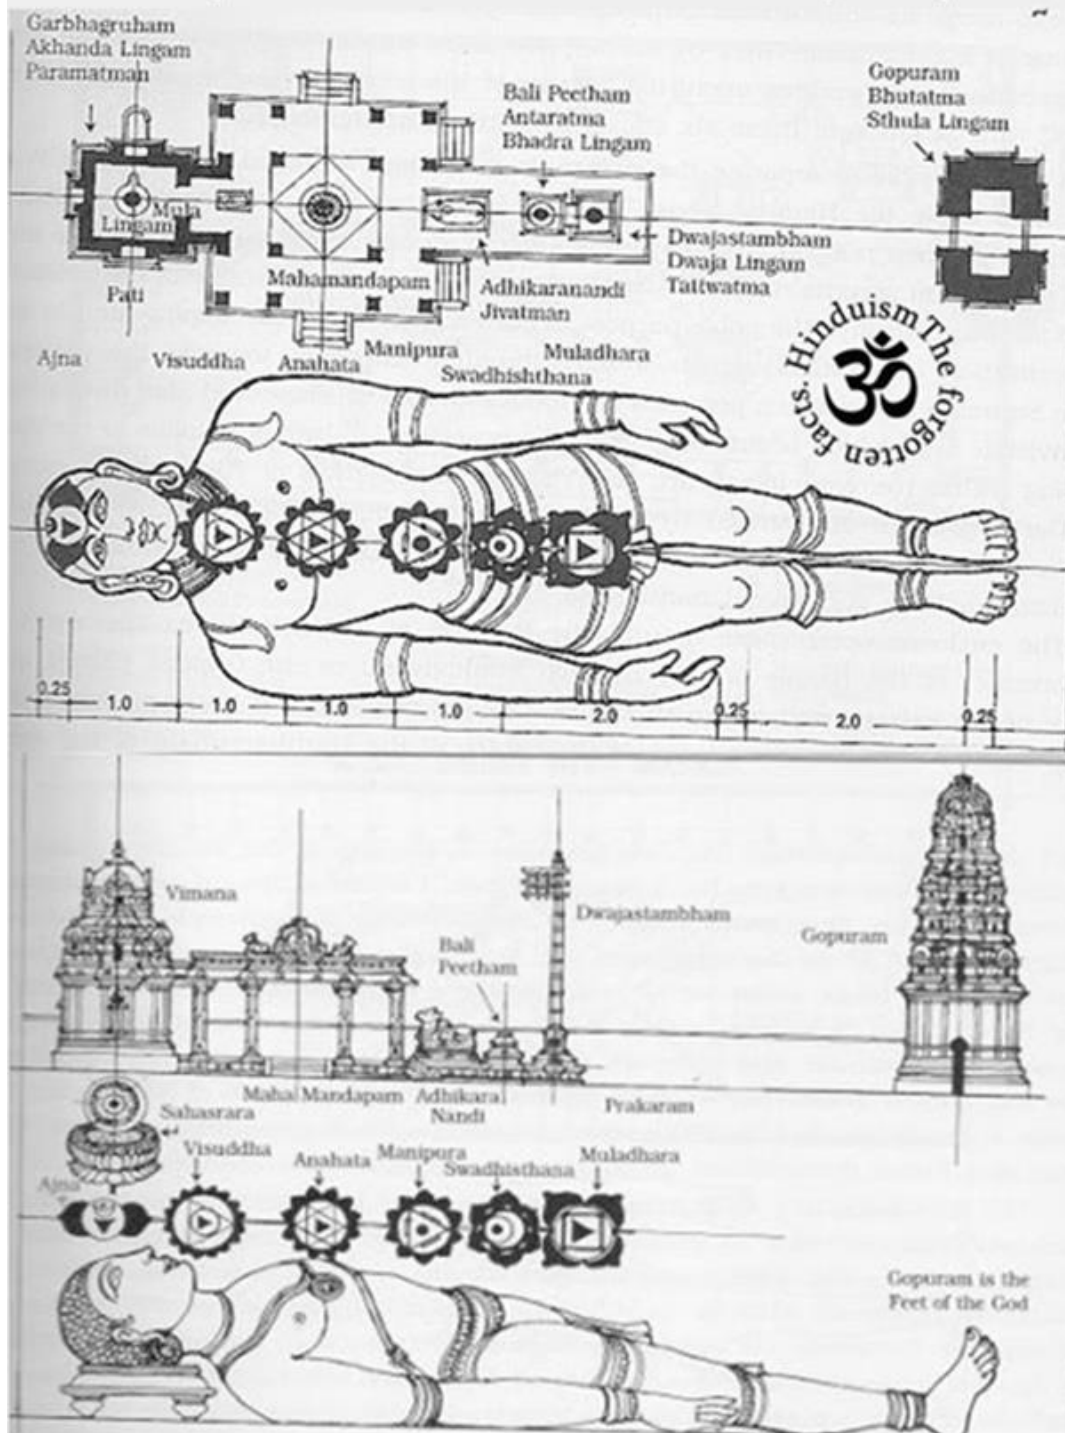 Garbhagruham
Akhanda Lingam
Paramatman
Gopuram
Bhutatma
Sthula Lingam
Bali Peetham
Antaratma
Bhadra Lingam
Mula
Lingam
Dwajastambham
Dwaja Lingam
Tattwatma
Mahamandapam
Adhikaranandi
Jivatman
Pati
Hinduism The forgotten facts.
ॐ
Ajna
Visuddha
Anahata
Manipura
Swadhishthana
Muladhara
0.25
1.0
1.0
1.0
1.0
2.0
0.25
2.0
0.25
Vimana
Dwajastambham
Gopuram
Bali
Peetham
Maha Mandapam
Adhikara
Nandi
Prakaram
Sahasrara
Visuddha
Anahata
Manipura
Swadhisthana
Muladhara
Ajna
Gopuram is the
Feet of the God